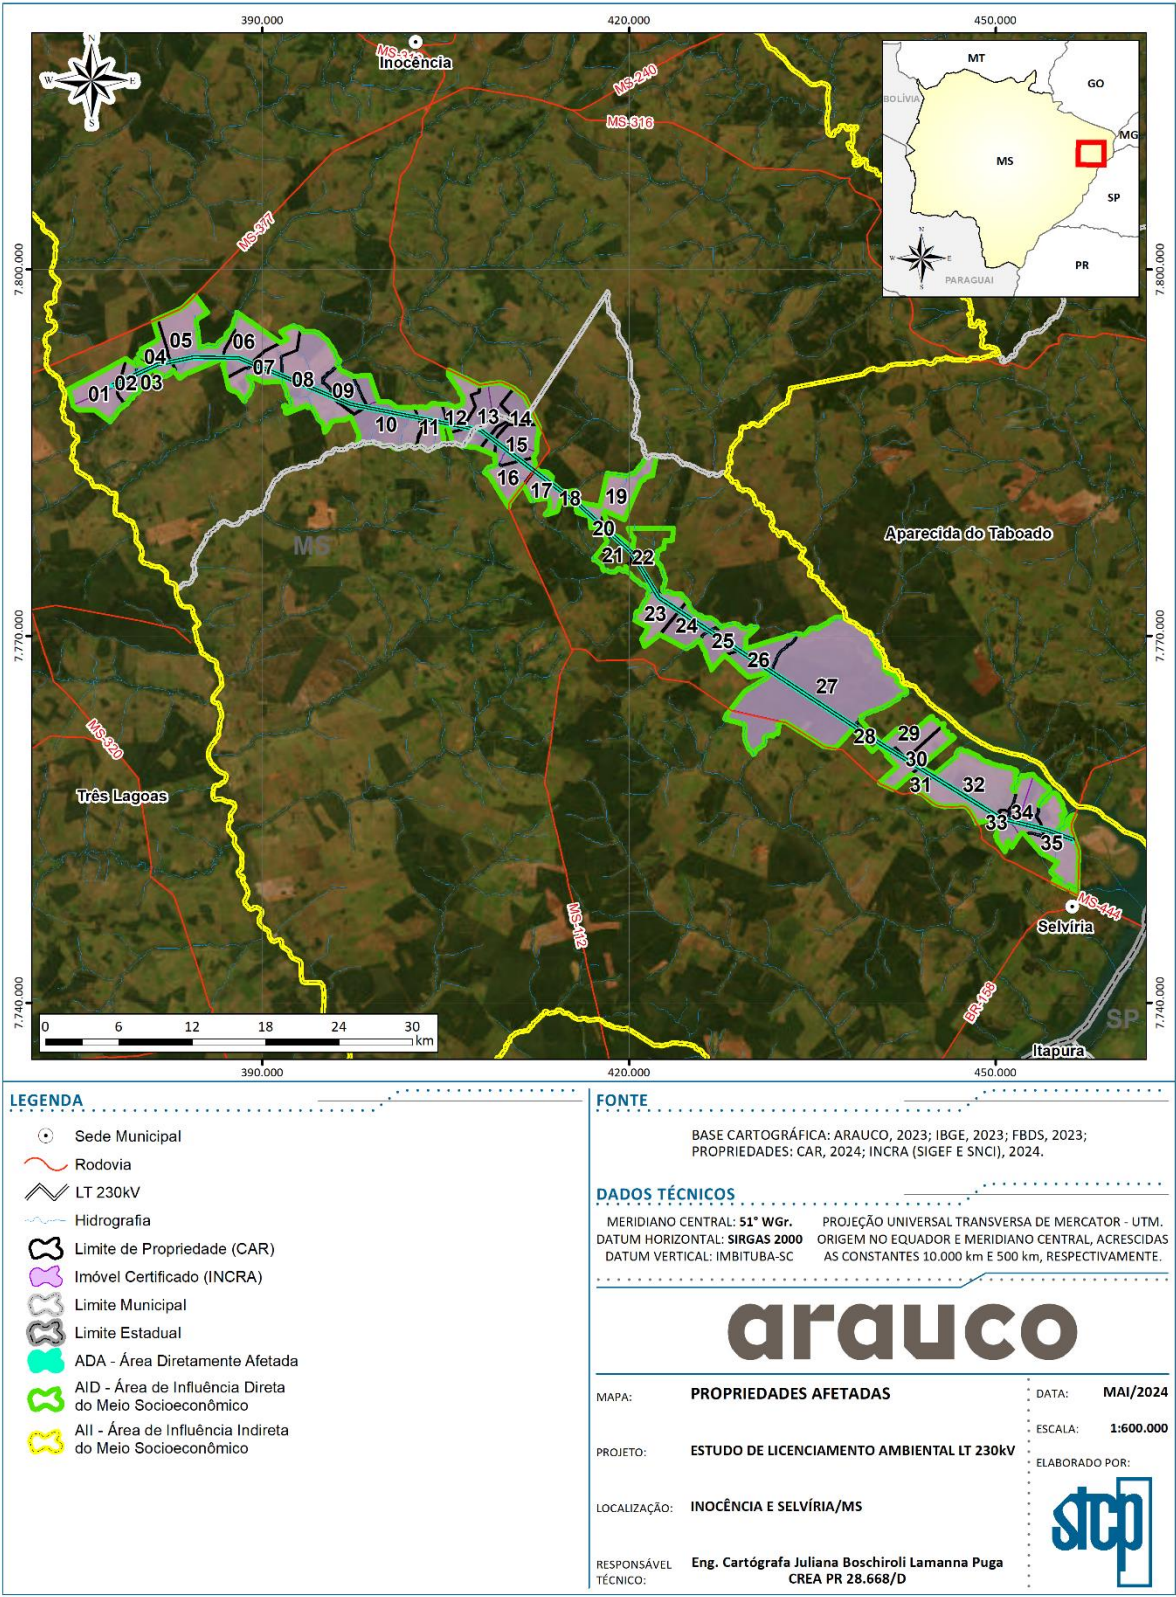 390.000
420.000
450.000
N
W
E
S
Inocência
MS-240
MS-316
MS-377
7.800.000
7.800.000
MT
GO
BOLÍVIA
MG
MS
SP
PR
PARAGUAI
N
W
E
S
01
02
03
04
05
06
07
08
09
10
11
12
13
14
15
16
17
18
19
20
21
22
23
24
25
26
27
28
29
30
31
32
33
34
35
MS
Aparecida do Taboado
7.770.000
7.770.000
MS-320
Três Lagoas
MS-112
MS-444
Selvíria
BR-158
SP
Itapura
7.740.000
7.740.000
0 6 12 18 24 30
km
390.000
420.000
450.000
LEGENDA
Sede Municipal
Rodovia
LT 230kV
Hidrografia
Limite de Propriedade (CAR)
Imóvel Certificado (INCRA)
Limite Municipal
Limite Estadual
ADA - Área Diretamente Afetada
AID - Área de Influência Direta
do Meio Socioeconômico
AII - Área de Influência Indireta
do Meio Socioeconômico
FONTE
BASE CARTOGRÁFICA: ARAUCO, 2023; IBGE, 2023; FBDS, 2023;
PROPRIEDADES: CAR, 2024; INCRA (SIGEF E SNCI), 2024.
DADOS TÉCNICOS
MERIDIANO CENTRAL: 51° WGr.
DATUM HORIZONTAL: SIRGAS 2000
DATUM VERTICAL: IMBITUBA-SC
PROJEÇÃO UNIVERSAL TRANSVERSA DE MERCATOR - UTM.
ORIGEM NO EQUADOR E MERIDIANO CENTRAL, ACRESCIDAS
AS CONSTANTES 10.000 km E 500 km, RESPECTIVAMENTE.
arauco
MAPA: PROPRIEDADES AFETADAS
PROJETO: ESTUDO DE LICENCIAMENTO AMBIENTAL LT 230kV
LOCALIZAÇÃO: INOCÊNCIA E SELVÍRIA/MS
RESPONSÁVEL
TÉCNICO:
Eng. Cartógrafa Juliana Boschiroli Lamanna Puga
CREA PR 28.668/D
DATA: MAI/2024
ESCALA: 1:600.000
ELABORADO POR:
stcp